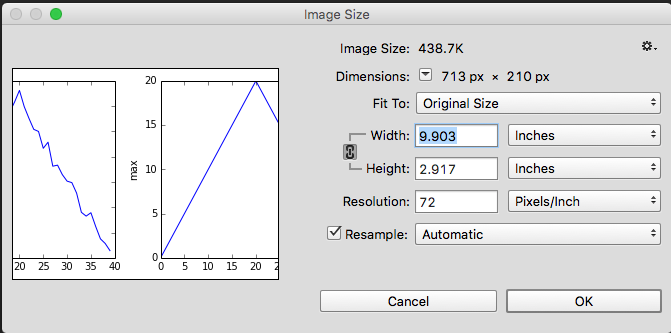 Image Size
Image Size: 438.7K
Dimensions: 713 px × 210 px
Fit To: Original Size
Width: 9.903 Inches
Height: 2.917 Inches
Resolution: 72 Pixels/Inch
Resample: Automatic
20 25 30 35 40
max
20
15
10
5
0
0 5 10 15 20 2
Cancel OK